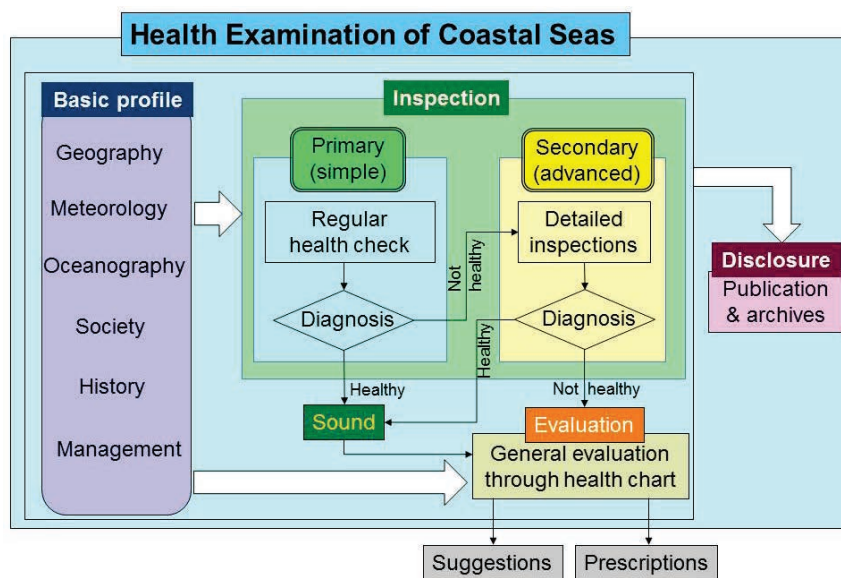 Health Examination of Coastal Seas
Basic profile
Geography
Meteorology
Oceanography
Society
History
Management
Inspection
Primary
(simple)
Regular
health check
Diagnosis
Not
healthy
Healthy
Secondary
(advanced)
Detailed
inspections
Diagnosis
Healthy
Not healthy
Sound
Evaluation
General evaluation
through health chart
Suggestions
Prescriptions
Disclosure
Publication
& archives